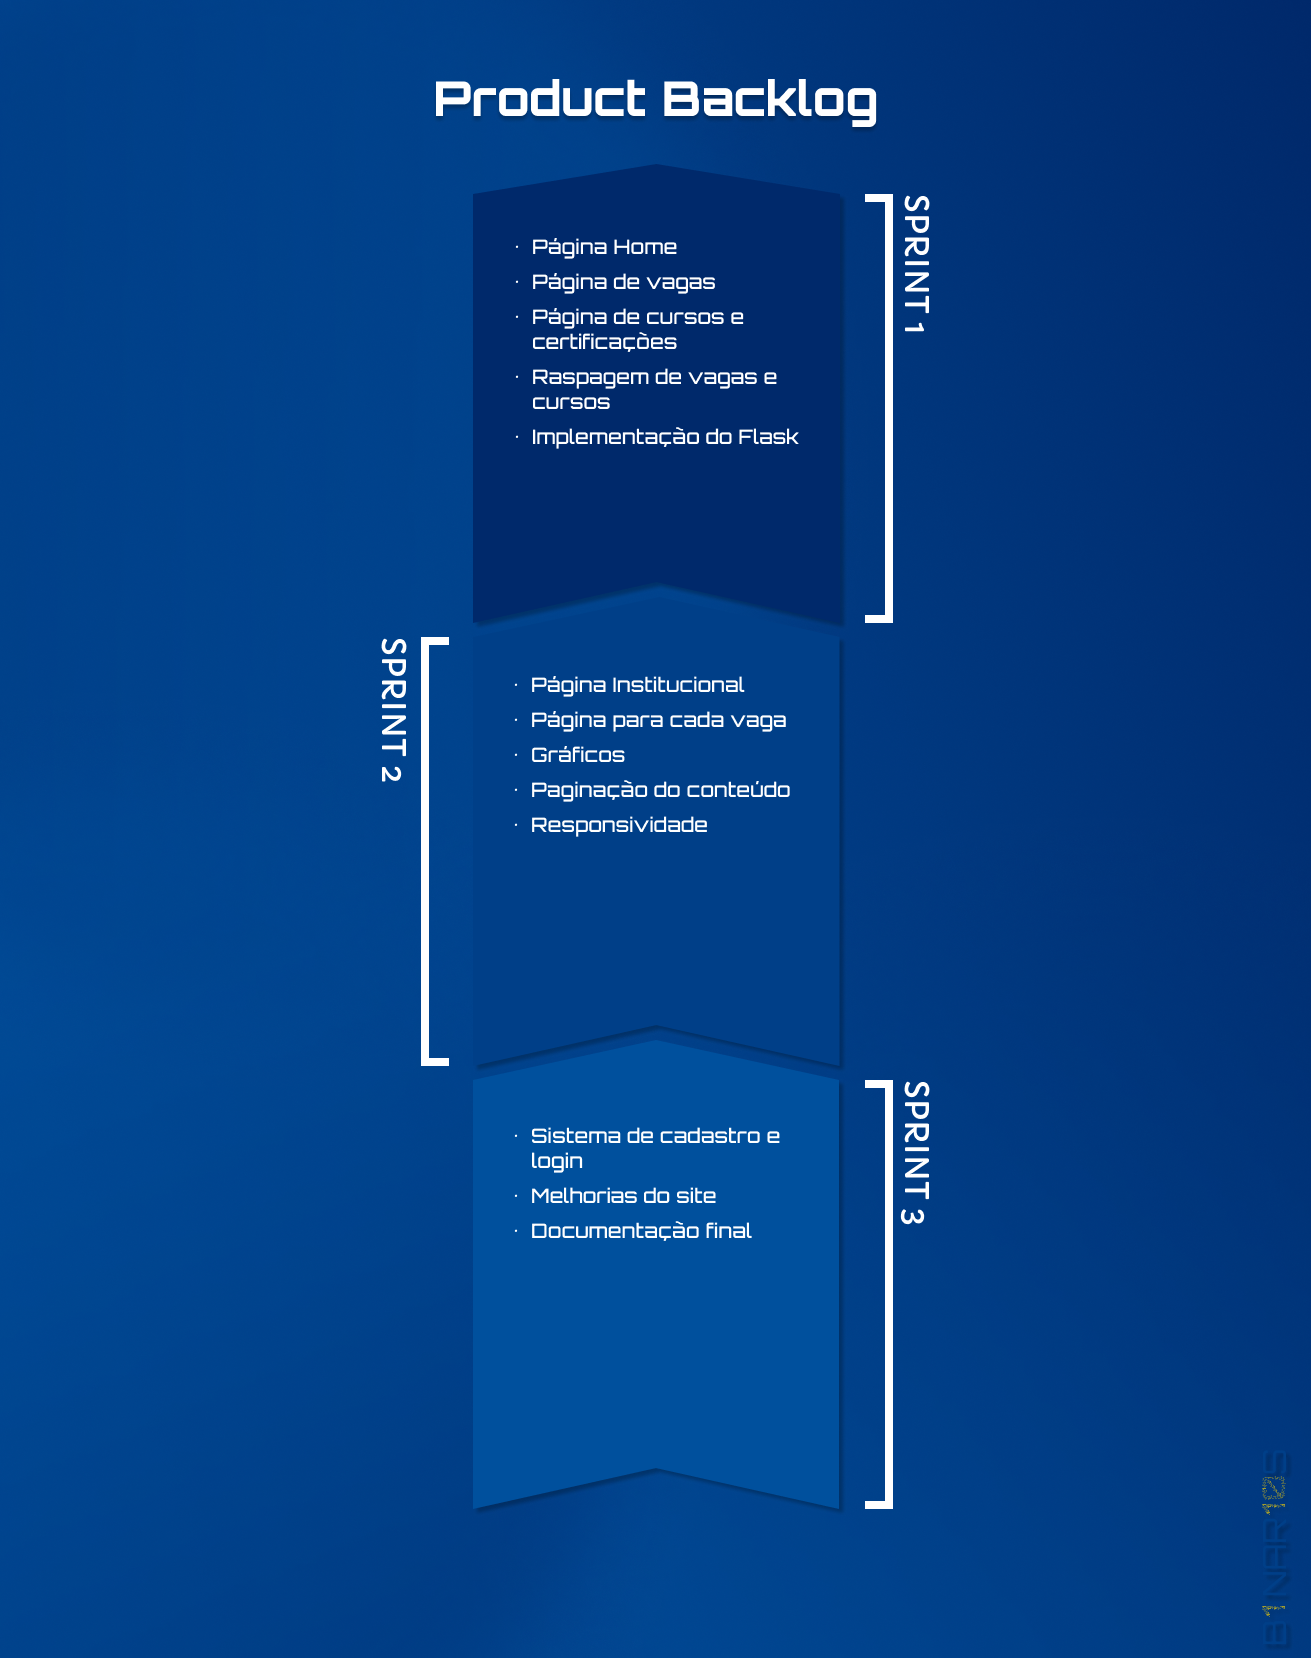 Product Backlog
SPRINT 1
· Página Home
· Página de vagas
· Página de cursos e
certificações
· Raspagem de vagas e
cursos
· Implementação do Flask
SPRINT 2
· Página Institucional
· Página para cada vaga
· Gráficos
· Paginação do conteúdo
· Responsividade
SPRINT 3
· Sistema de cadastro e
login
· Melhorias do site
· Documentação final
B1NAR10S